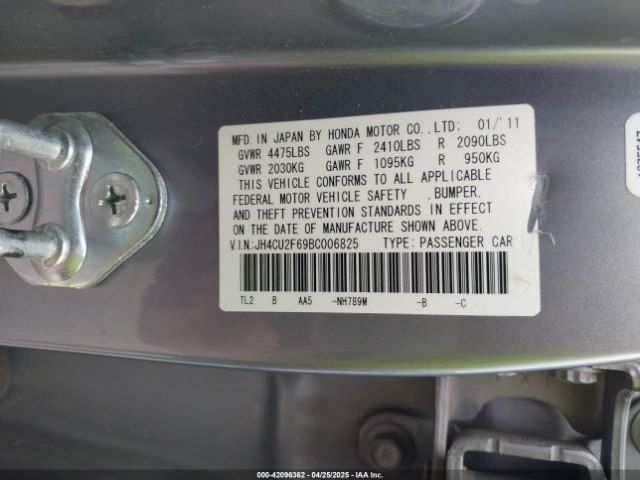 MFD. IN JAPAN BY HONDA MOTOR CO.,LTD: 01/'11
GVWR 4475LBS GAWR F 2410LBS R 2090LBS
GVWR 2030KG GAWR F 1095KG R 950KG
THIS VEHICLE CONFORMS TO ALL APPLICABLE
FEDERAL MOTOR VEHICLE SAFETY ,BUMPER,
AND THEFT PREVENTION STANDARDS IN EFFECT
ON THE DATE OF MANUFACTURE SHOWN ABOVE.
V.I.N:JH4CU2F69BC006825 TYPE: PASSENGER CAR
TL2 B AA5 -NH789M -B -C
000-42096362 - 04/25/2025 - IAAI, Inc.